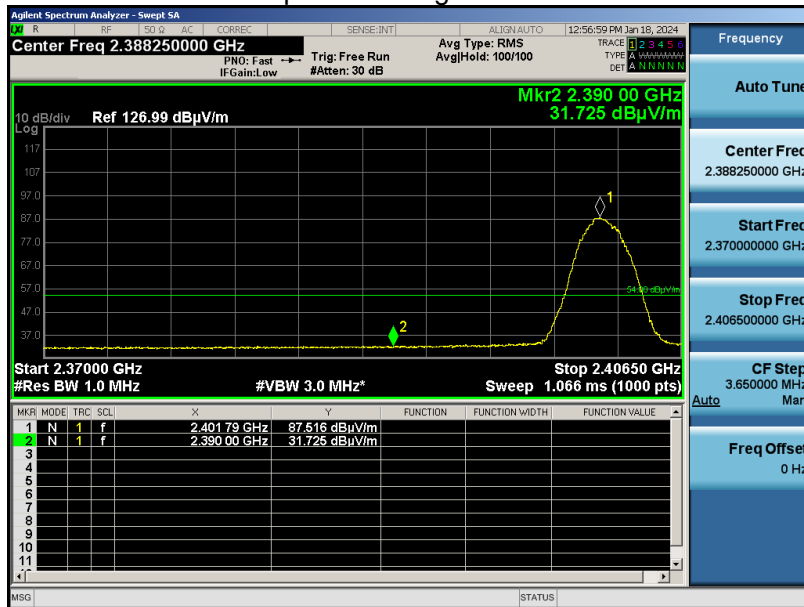 Agilent Spectrum Analyzer - Swept SA
LXI R RF 50 Ω AC CORREC SENSE:INT ALIGN AUTO 12:56:59 PM Jan 18, 2024
Center Freq 2.388250000 GHz
PNO: Fast
IFGain:Low
Trig: Free Run
#Atten: 30 dB
Avg Type: RMS
Avg|Hold: 100/100
TRACE 1 2 3 4 5 6
TYPE A
DET A N N N N N
Mkr2 2.390 00 GHz
31.725 dBµV/m
10 dB/div Ref 126.99 dBµV/m
Log
117
107
97.0
87.0
77.0
67.0
57.0
47.0
37.0
1
2
54.00 dBµV/m
Start 2.37000 GHz Stop 2.40650 GHz
#Res BW 1.0 MHz #VBW 3.0 MHz* Sweep 1.066 ms (1000 pts)
MKR MODE TRC SCL X Y FUNCTION FUNCTION WIDTH FUNCTION VALUE
1 N 1 f 2.401 79 GHz 87.516 dBµV/m
2 N 1 f 2.390 00 GHz 31.725 dBµV/m
3
4
5
6
7
8
9
10
11
MSG STATUS
Frequency
Auto Tune
Center Freq
2.388250000 GHz
Start Freq
2.370000000 GHz
Stop Freq
2.406500000 GHz
CF Step
3.650000 MHz
Auto Man
Freq Offset
0 Hz